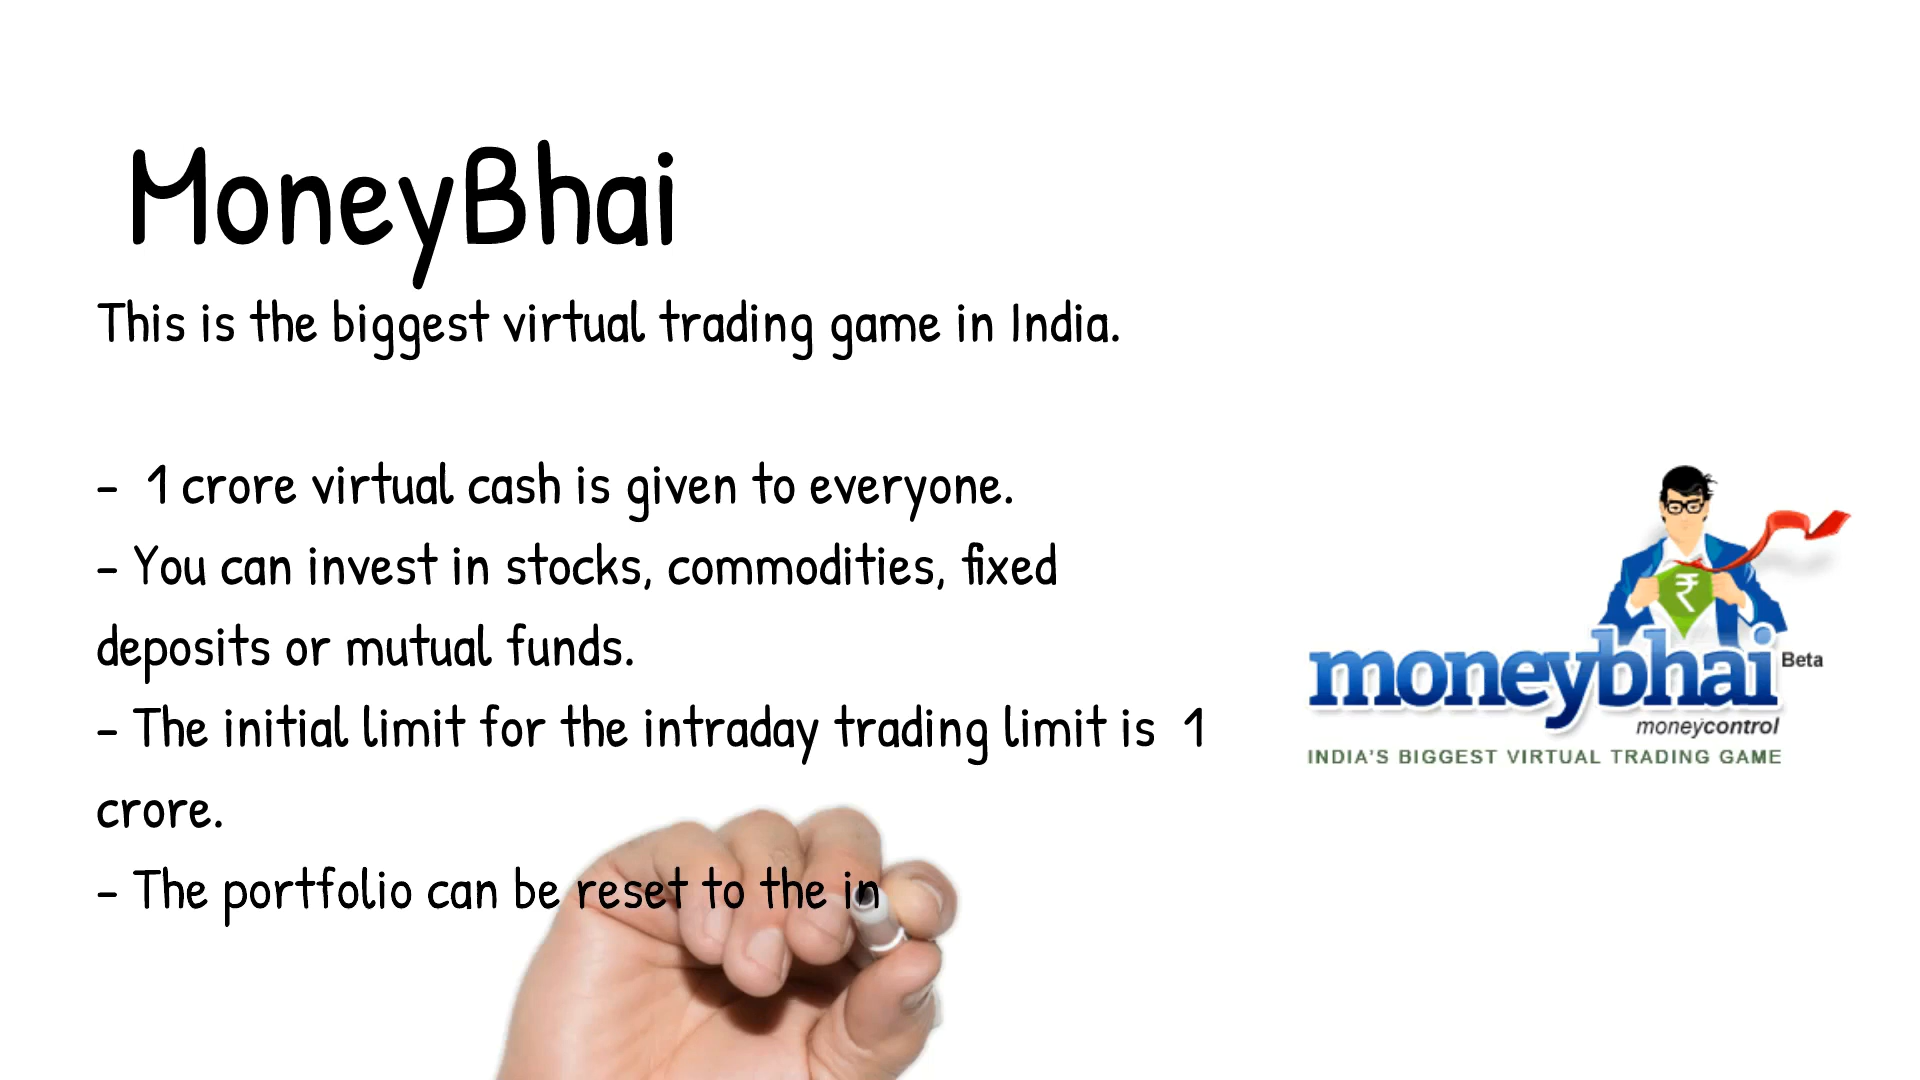 MoneyBhai
This is the biggest virtual trading game in India.
- 1 crore virtual cash is given to everyone.
- You can invest in stocks, commodities, fixed
deposits or mutual funds.
- The initial limit for the intraday trading limit is 1
crore.
- The portfolio can be reset to the in
₹
moneybhai Beta
moneycontrol
INDIA'S BIGGEST VIRTUAL TRADING GAME